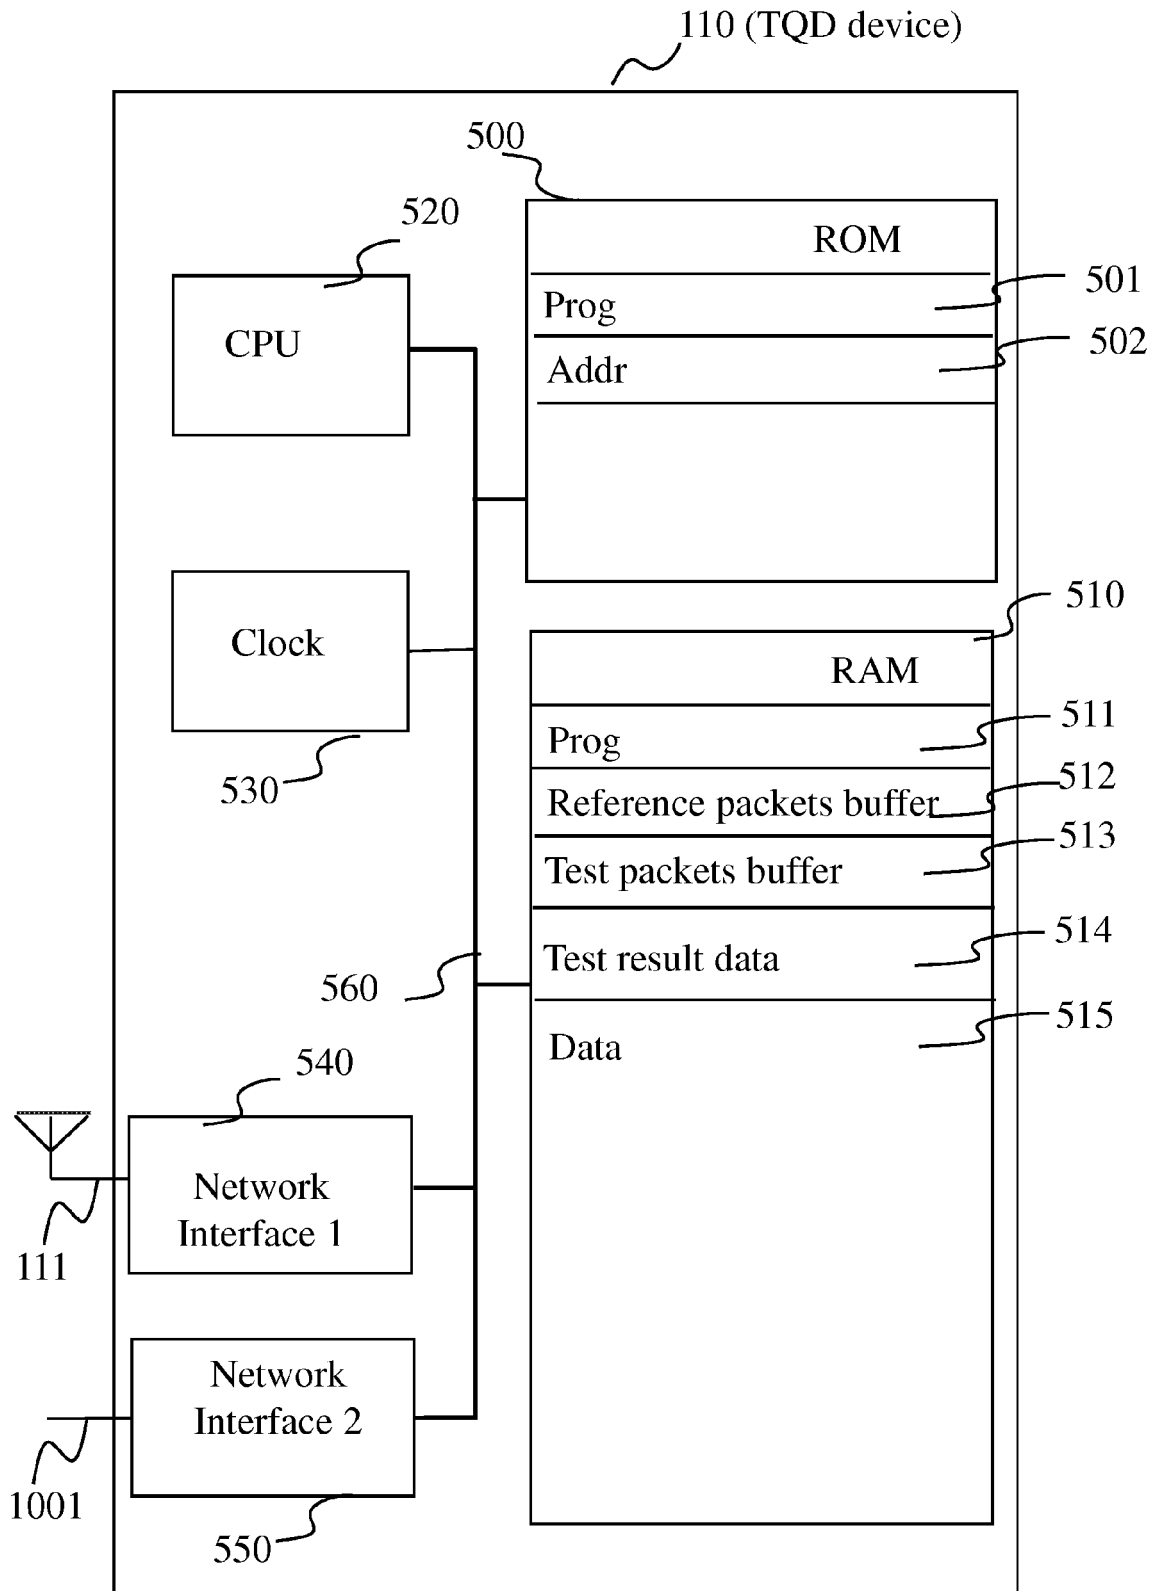 110 (TQD device)
500
520
ROM
501
Prog
CPU
502
Addr
510
Clock
RAM
511
Prog
530
512
Reference packets buffer
513
Test packets buffer
514
Test result data
560
515
Data
540
Network
Interface 1
111
Network
Interface 2
1001
550